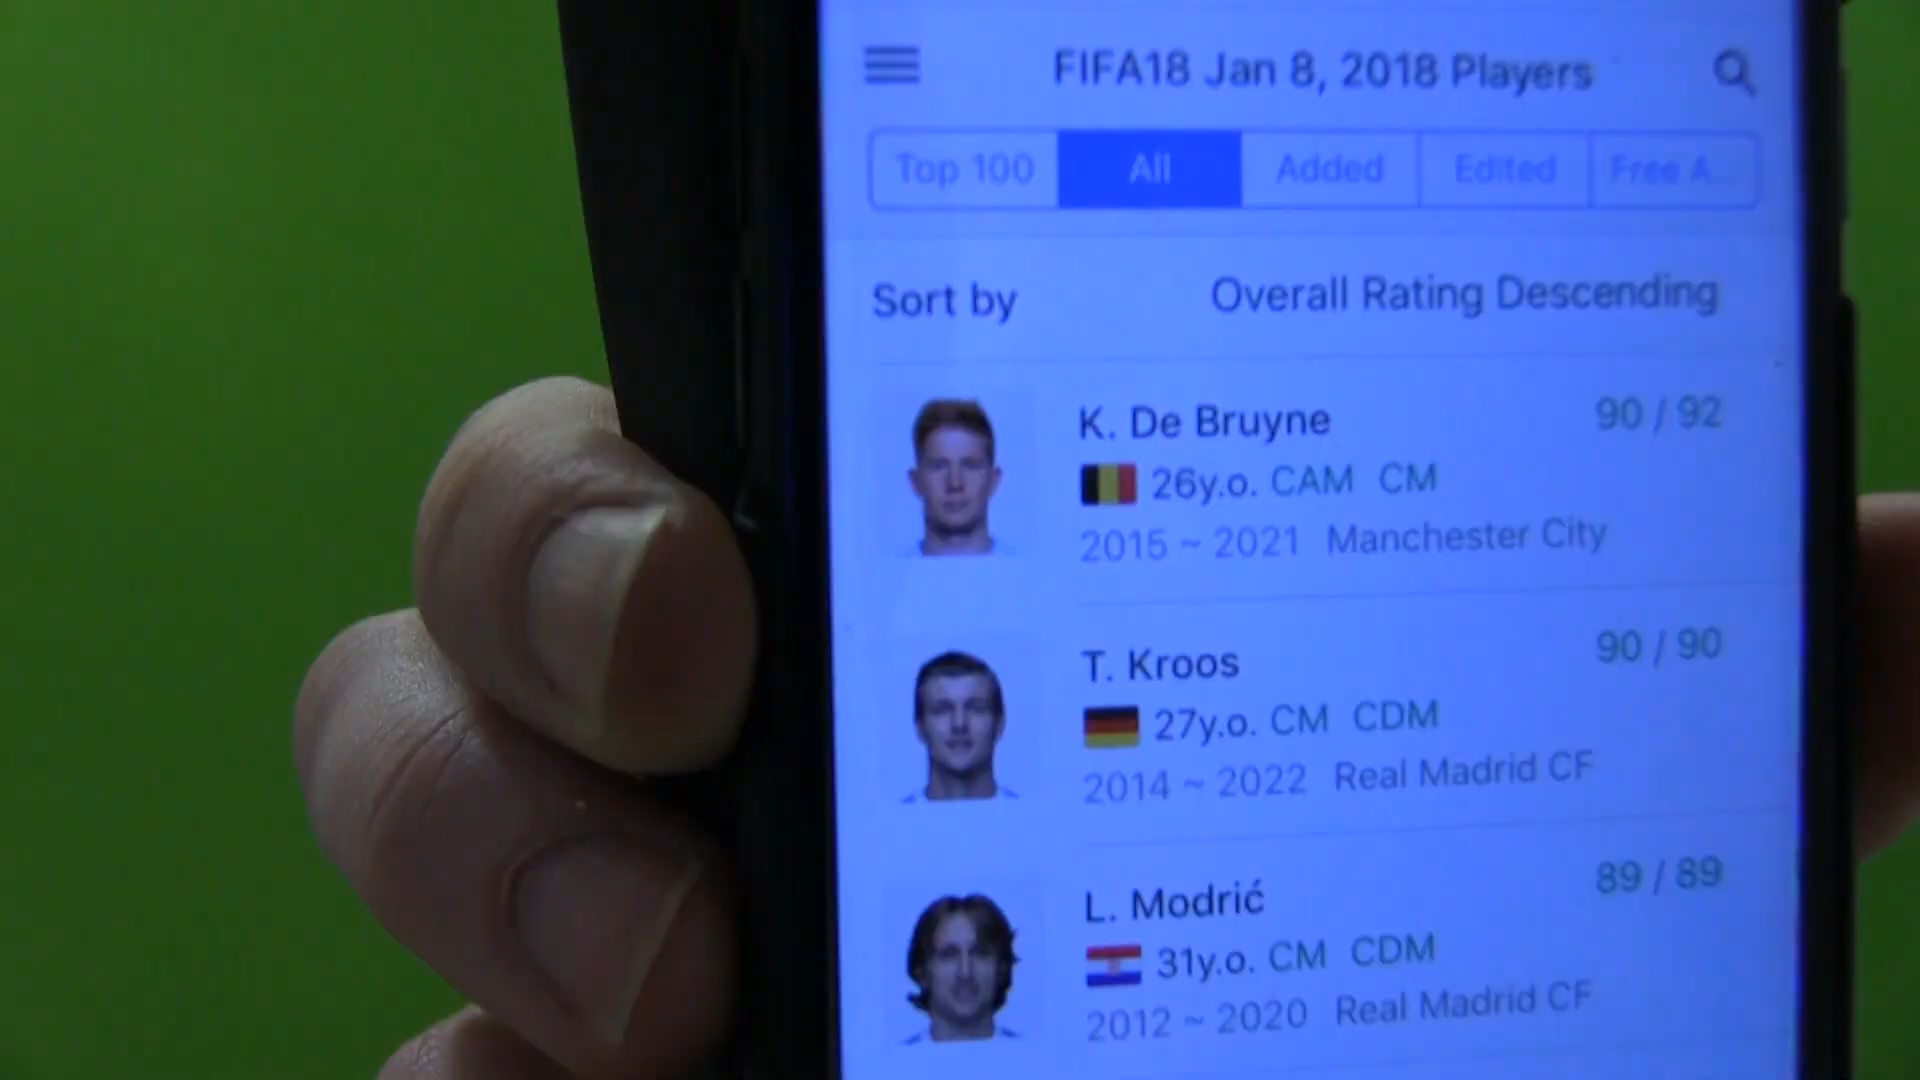 FIFA18 Jan 8, 2018 Players
Top 100 All Added Edited Free A...
Sort by Overall Rating Descending
K. De Bruyne 90 / 92
26y.o. CAM CM
2015 ~ 2021 Manchester City
T. Kroos 90 / 90
27y.o. CM CDM
2014 ~ 2022 Real Madrid CF
L. Modrić 89 / 89
31y.o. CM CDM
2012 ~ 2020 Real Madrid CF